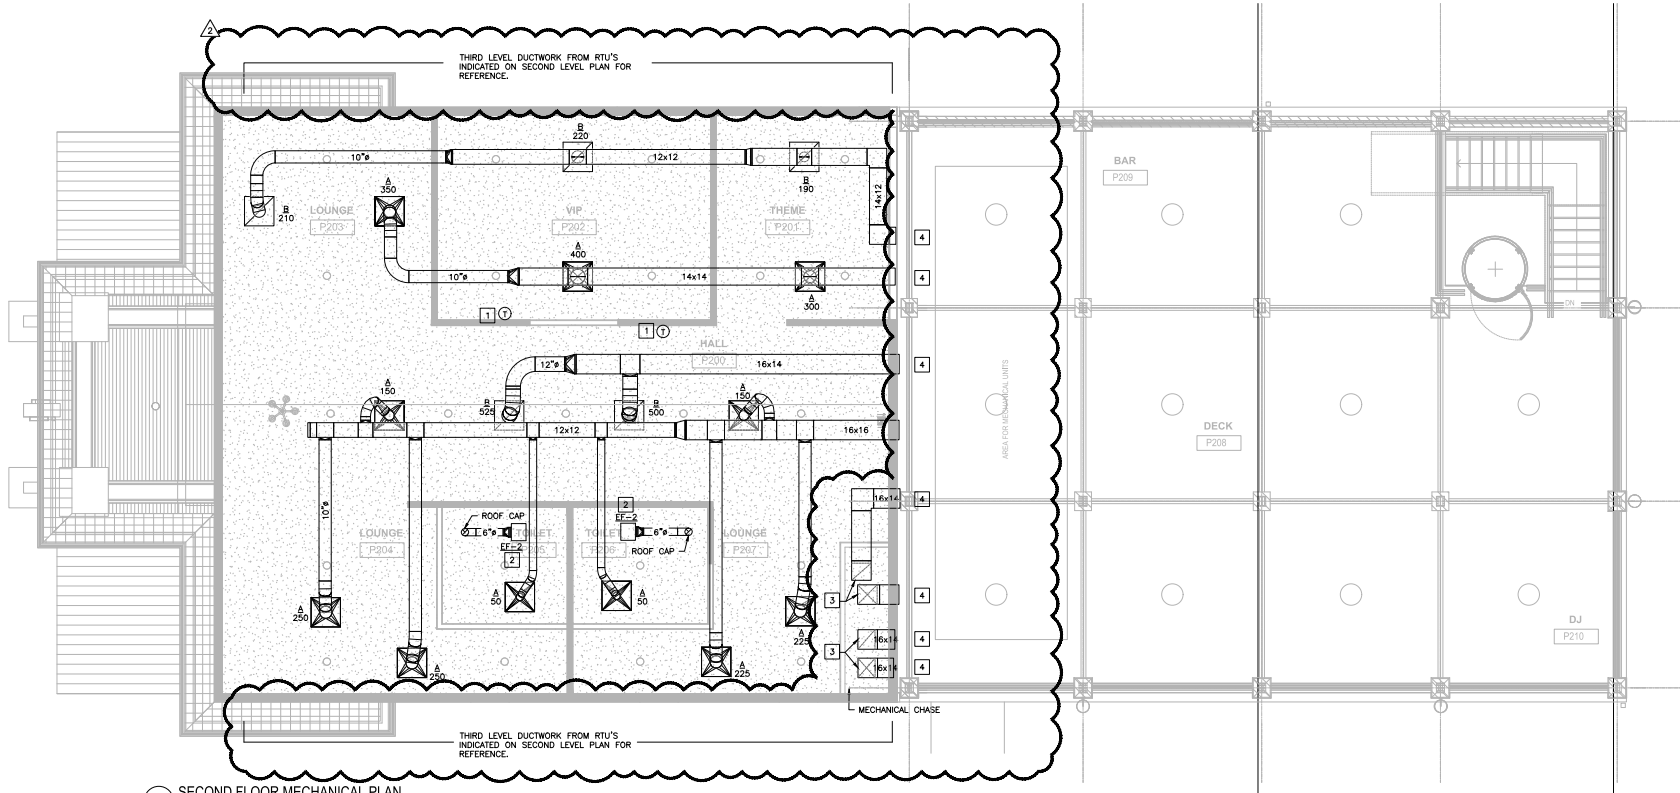 2
THIRD LEVEL DUCTWORK FROM RTU'S
INDICATED ON SECOND LEVEL PLAN FOR
REFERENCE.
B
220
10"ø
12x12
B
190
BAR
P209
A
350
B
210
LOUNGE
P203
VIP
P202
THEME
P201
14x12
4
A
400
10"ø
14x14
A
300
4
DN
1 T
1 T
HALL
P200
12"ø
16x14
4
AREA FOR MECHANICAL UNITS
A
150
B
525
B
500
A
150
12x12
16x16
DECK
P208
10"ø
16x14
4
2
ROOF CAP
EF-2
6"ø
6"ø
LOUNGE
P204
TOILET
P205
TOILET
P206
LOUNGE
P207
EF-2
2
ROOF CAP
A
50
A
50
3
4
A
250
A
225
DJ
P210
3
16x14
4
16x14
4
A
250
A
225
MECHANICAL CHASE
THIRD LEVEL DUCTWORK FROM RTU'S
INDICATED ON SECOND LEVEL PLAN FOR
REFERENCE.
SECOND FLOOR MECHANICAL PLAN